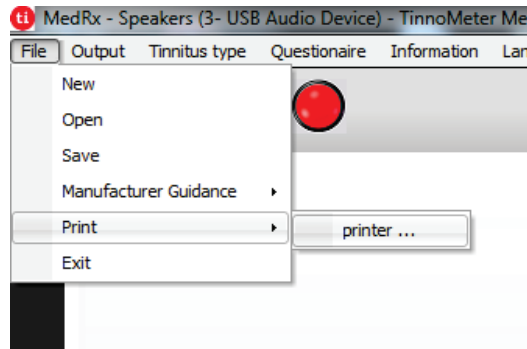 ti MedRx - Speakers (3- USB Audio Device) - TinnoMeter Me
File Output Tinnitus type Questionaire Information Lan
New
Open
Save
Manufacturer Guidance
Print
printer ...
Exit